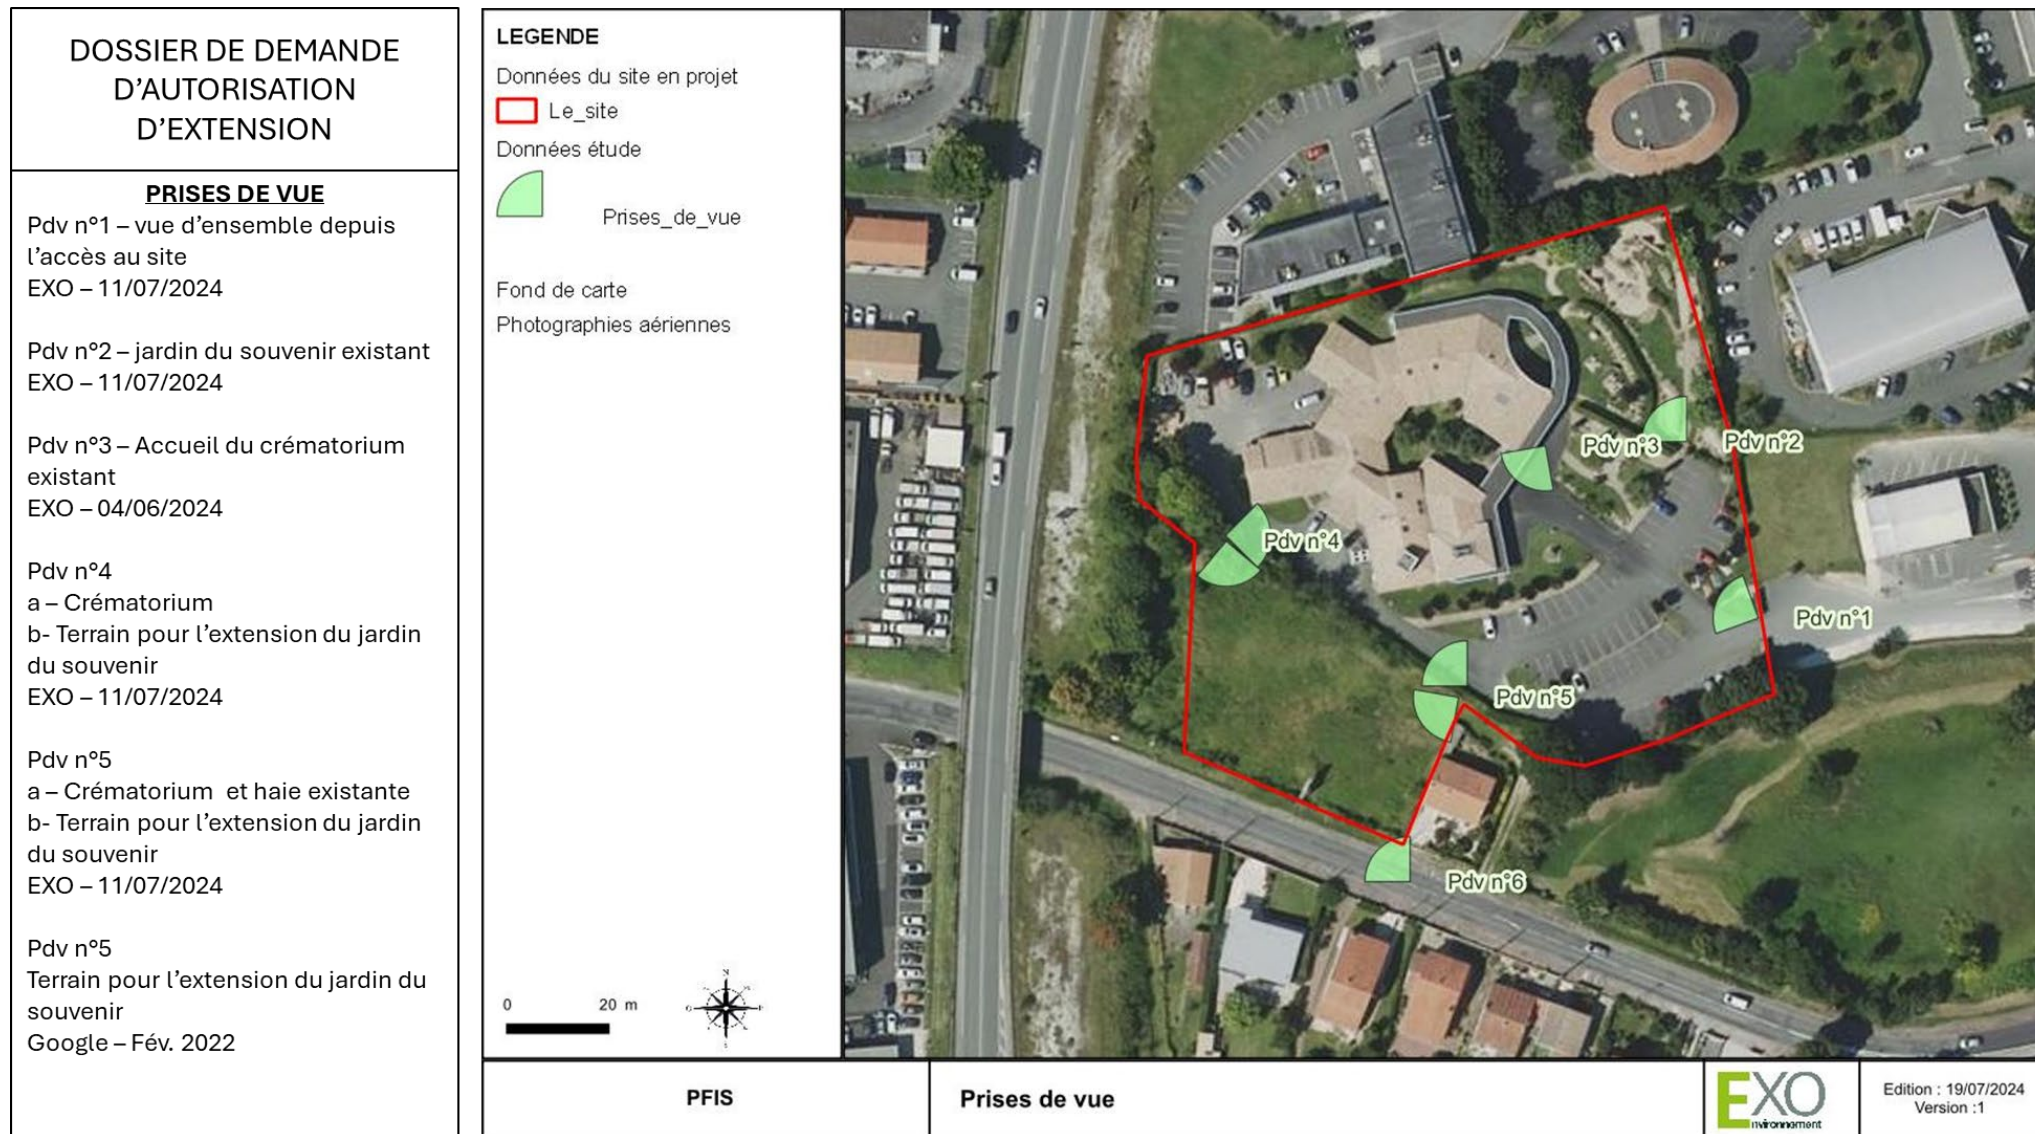 DOSSIER DE DEMANDE
D’AUTORISATION
D’EXTENSION
PRISES DE VUE
Pdv n°1 – vue d’ensemble depuis
l’accès au site
EXO – 11/07/2024
Pdv n°2 – jardin du souvenir existant
EXO – 11/07/2024
Pdv n°3 – Accueil du crématorium
existant
EXO – 04/06/2024
Pdv n°4
a – Crématorium
b- Terrain pour l’extension du jardin
du souvenir
EXO – 11/07/2024
Pdv n°5
a – Crématorium et haie existante
b- Terrain pour l’extension du jardin
du souvenir
EXO – 11/07/2024
Pdv n°5
Terrain pour l’extension du jardin du
souvenir
Google – Fév. 2022
LEGENDE
Données du site en projet
Le_site
Données étude
Prises_de_vue
Fond de carte
Photographies aériennes
0 20 m
N
O E
S
Pdv n°3
Pdv n°2
Pdv n°4
Pdv n°1
Pdv n°5
Pdv n°6
PFIS
Prises de vue
EXO
nvironnement
Edition : 19/07/2024
Version :1